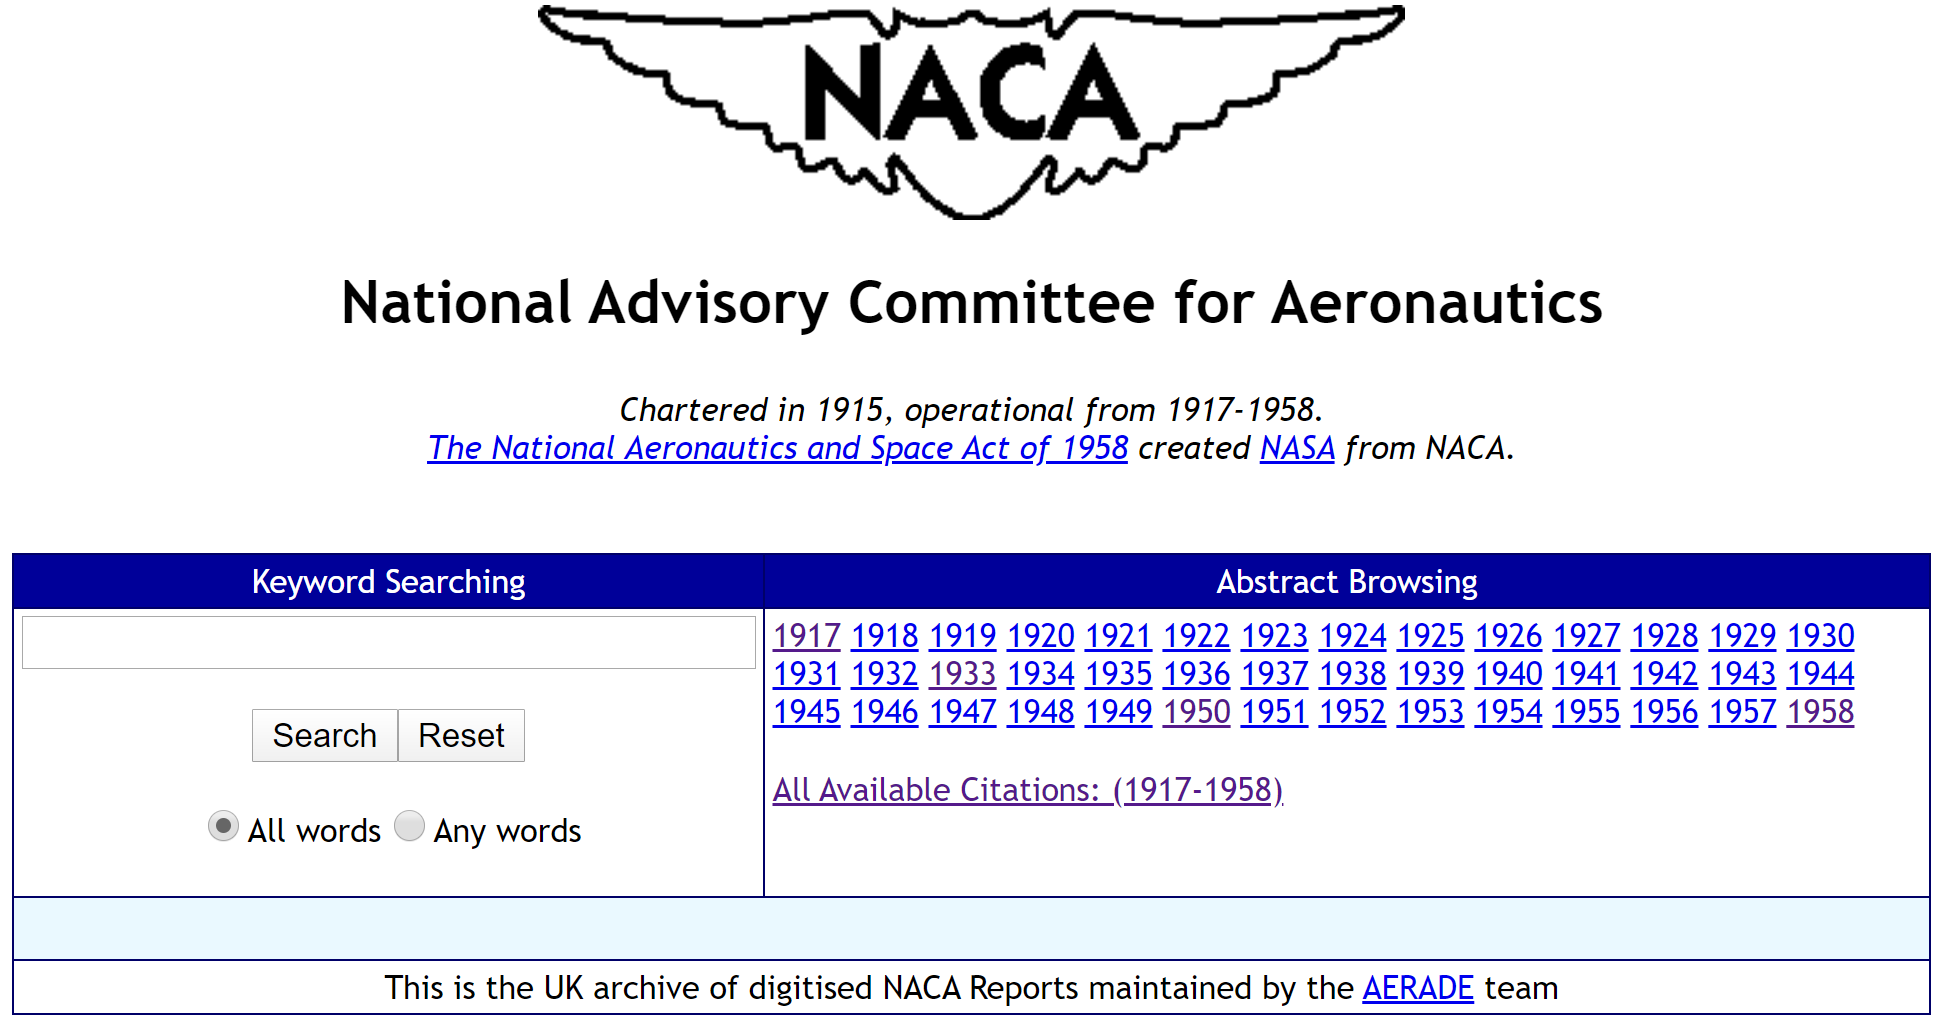 NACA
National Advisory Committee for Aeronautics
Chartered in 1915, operational from 1917-1958.
The National Aeronautics and Space Act of 1958 created NASA from NACA.
Keyword Searching
Abstract Browsing
Search Reset
All words Any words
1917 1918 1919 1920 1921 1922 1923 1924 1925 1926 1927 1928 1929 1930
1931 1932 1933 1934 1935 1936 1937 1938 1939 1940 1941 1942 1943 1944
1945 1946 1947 1948 1949 1950 1951 1952 1953 1954 1955 1956 1957 1958
All Available Citations: (1917-1958)
This is the UK archive of digitised NACA Reports maintained by the AERADE team